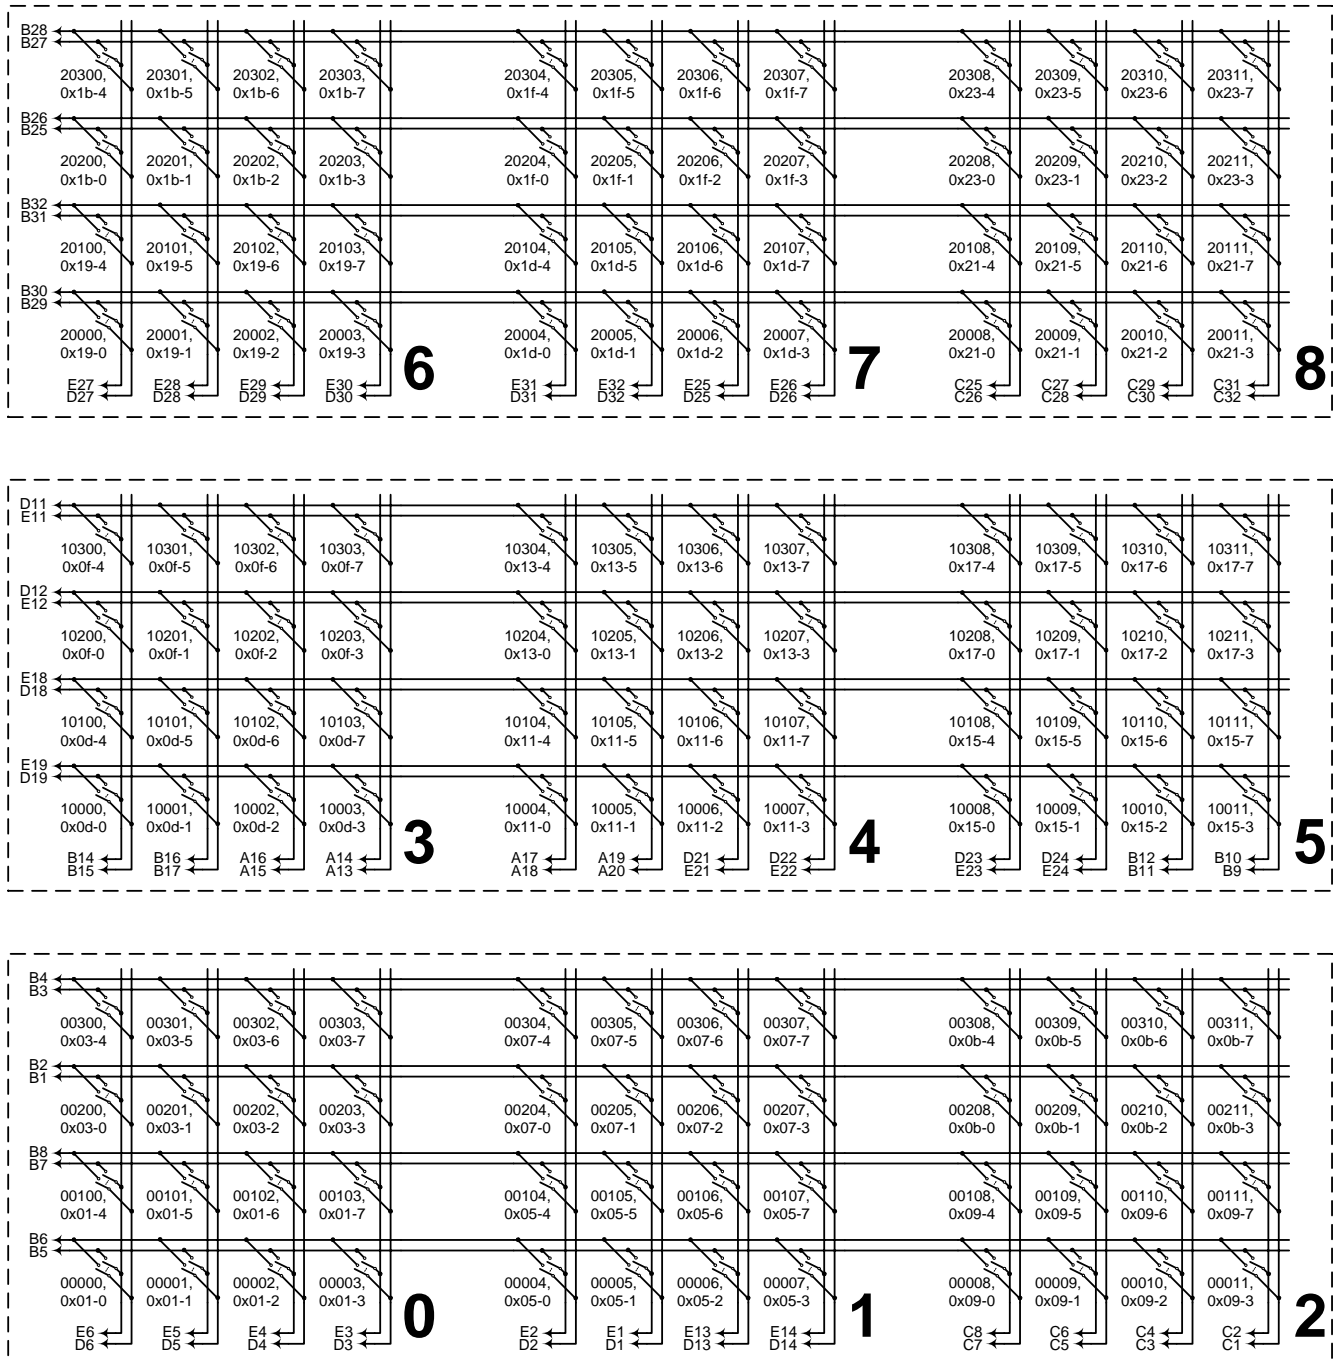 B28
B27
20300, 20301, 20302, 20303, 20304, 20305, 20306, 20307, 20308, 20309, 20310, 20311,
0x1b-4 0x1b-5 0x1b-6 0x1b-7 0x1f-4 0x1f-5 0x1f-6 0x1f-7 0x23-4 0x23-5 0x23-6 0x23-7
B26
B25
20200, 20201, 20202, 20203, 20204, 20205, 20206, 20207, 20208, 20209, 20210, 20211,
0x1b-0 0x1b-1 0x1b-2 0x1b-3 0x1f-0 0x1f-1 0x1f-2 0x1f-3 0x23-0 0x23-1 0x23-2 0x23-3
B32
B31
20100, 20101, 20102, 20103, 20104, 20105, 20106, 20107, 20108, 20109, 20110, 20111,
0x19-4 0x19-5 0x19-6 0x19-7 0x1d-4 0x1d-5 0x1d-6 0x1d-7 0x21-4 0x21-5 0x21-6 0x21-7
B30
B29
20000, 20001, 20002, 20003, 20004, 20005, 20006, 20007, 20008, 20009, 20010, 20011,
0x19-0 0x19-1 0x19-2 0x19-3 0x1d-0 0x1d-1 0x1d-2 0x1d-3 0x21-0 0x21-1 0x21-2 0x21-3
6 7 8
E27 E28 E29 E30 E31 E32 E25 E26 C25 C27 C29 C31
D27 D28 D29 D30 D31 D32 D25 D26 C26 C28 C30 C32
D11
E11
10300, 10301, 10302, 10303, 10304, 10305, 10306, 10307, 10308, 10309, 10310, 10311,
0x0f-4 0x0f-5 0x0f-6 0x0f-7 0x13-4 0x13-5 0x13-6 0x13-7 0x17-4 0x17-5 0x17-6 0x17-7
D12
E12
10200, 10201, 10202, 10203, 10204, 10205, 10206, 10207, 10208, 10209, 10210, 10211,
0x0f-0 0x0f-1 0x0f-2 0x0f-3 0x13-0 0x13-1 0x13-2 0x13-3 0x17-0 0x17-1 0x17-2 0x17-3
E18
D18
10100, 10101, 10102, 10103, 10104, 10105, 10106, 10107, 10108, 10109, 10110, 10111,
0x0d-4 0x0d-5 0x0d-6 0x0d-7 0x11-4 0x11-5 0x11-6 0x11-7 0x15-4 0x15-5 0x15-6 0x15-7
E19
D19
10000, 10001, 10002, 10003, 10004, 10005, 10006, 10007, 10008, 10009, 10010, 10011,
0x0d-0 0x0d-1 0x0d-2 0x0d-3 0x11-0 0x11-1 0x11-2 0x11-3 0x15-0 0x15-1 0x15-2 0x15-3
3 4 5
B14 B16 A16 A14 A17 A19 D21 D22 D23 D24 B12 B10
B15 B17 A15 A13 A18 A20 E21 E22 E23 E24 B11 B9
B4
B3
00300, 00301, 00302, 00303, 00304, 00305, 00306, 00307, 00308, 00309, 00310, 00311,
0x03-4 0x03-5 0x03-6 0x03-7 0x07-4 0x07-5 0x07-6 0x07-7 0x0b-4 0x0b-5 0x0b-6 0x0b-7
B2
B1
00200, 00201, 00202, 00203, 00204, 00205, 00206, 00207, 00208, 00209, 00210, 00211,
0x03-0 0x03-1 0x03-2 0x03-3 0x07-0 0x07-1 0x07-2 0x07-3 0x0b-0 0x0b-1 0x0b-2 0x0b-3
B8
B7
00100, 00101, 00102, 00103, 00104, 00105, 00106, 00107, 00108, 00109, 00110, 00111,
0x01-4 0x01-5 0x01-6 0x01-7 0x05-4 0x05-5 0x05-6 0x05-7 0x09-4 0x09-5 0x09-6 0x09-7
B6
B5
00000, 00001, 00002, 00003, 00004, 00005, 00006, 00007, 00008, 00009, 00010, 00011,
0x01-0 0x01-1 0x01-2 0x01-3 0x05-0 0x05-1 0x05-2 0x05-3 0x09-0 0x09-1 0x09-2 0x09-3
0 1 2
E6 E5 E4 E3 E2 E1 E13 E14 C8 C6 C4 C2
D6 D5 D4 D3 D2 D1 D13 D14 C7 C5 C3 C1